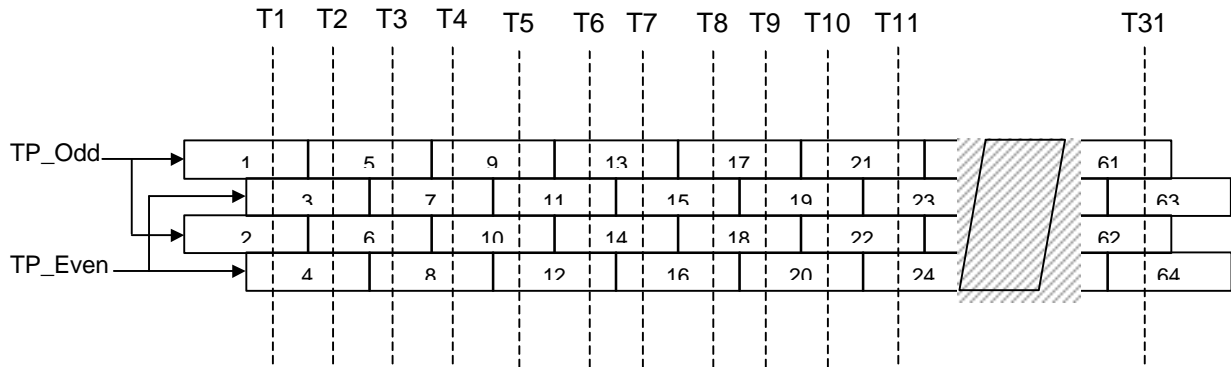 T1 T2 T3 T4 T5 T6 T7 T8 T9 T10 T11 T31
TP_Odd 1 5 9 13 17 21 61
3 7 11 15 19 23 63
2 6 10 14 18 22 62
TP_Even 4 8 12 16 20 24 64